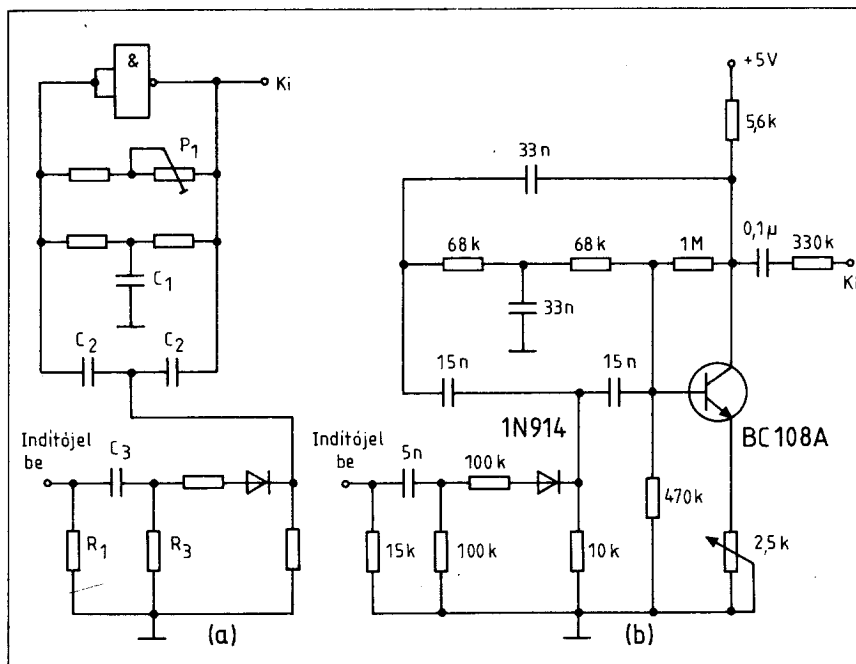 &
Ki
P1
C1
C2 C2
Indítójel
be
C3
R1
R3
(a)
+5V
5,6k
33n
68k
68k
1M
0,1µ
330k
Ki
33n
15n
15n
1N914
BC108A
Indítójel
be
5n
100k
470k
15k
100k
10k
2,5k
(b)